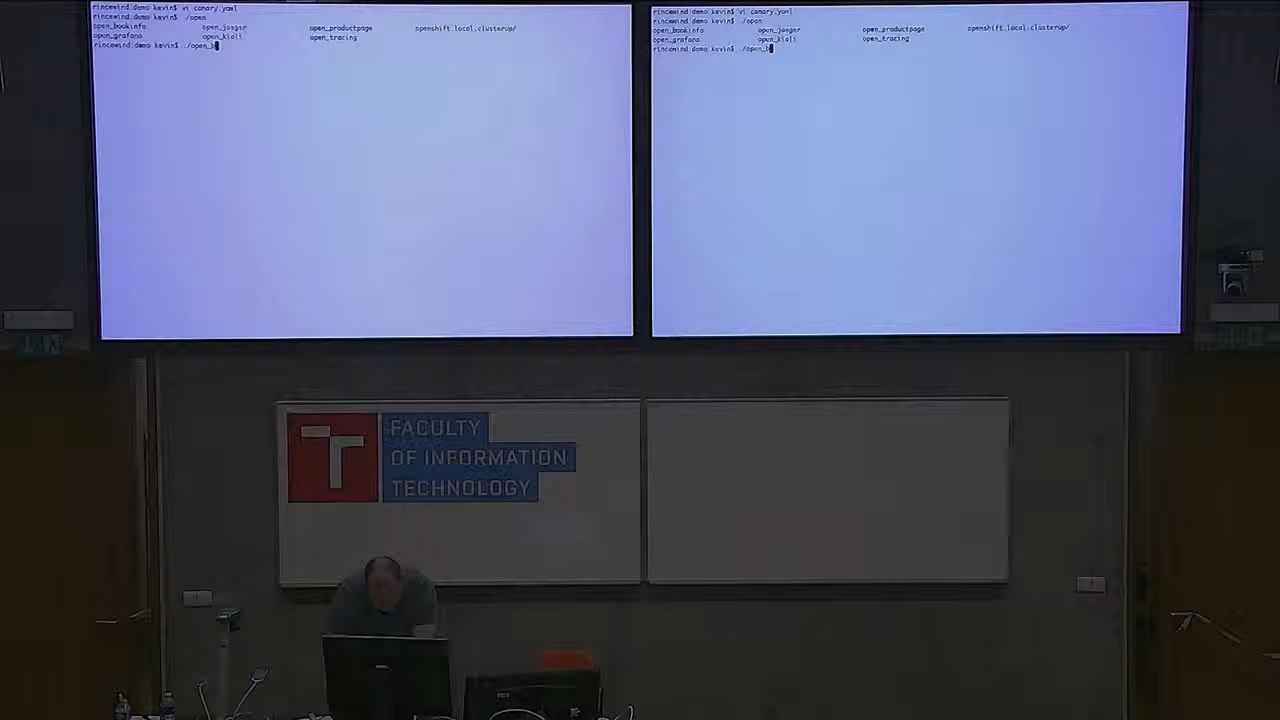 rincewind:demo kevin$ vi canary.yaml
rincewind:demo kevin$ ./open
open_bookinfo open_jaeger open_productpage openshift.local.clusterup/
open_grafana open_kiali open_tracing
rincewind:demo kevin$ ./open_b
rincewind:demo kevin$ vi canary.yaml
rincewind:demo kevin$ ./open
open_bookinfo open_jaeger open_productpage openshift.local.clusterup/
open_grafana open_kiali open_tracing
rincewind:demo kevin$ ./open_b
FACULTY
OF INFORMATION
TECHNOLOGY